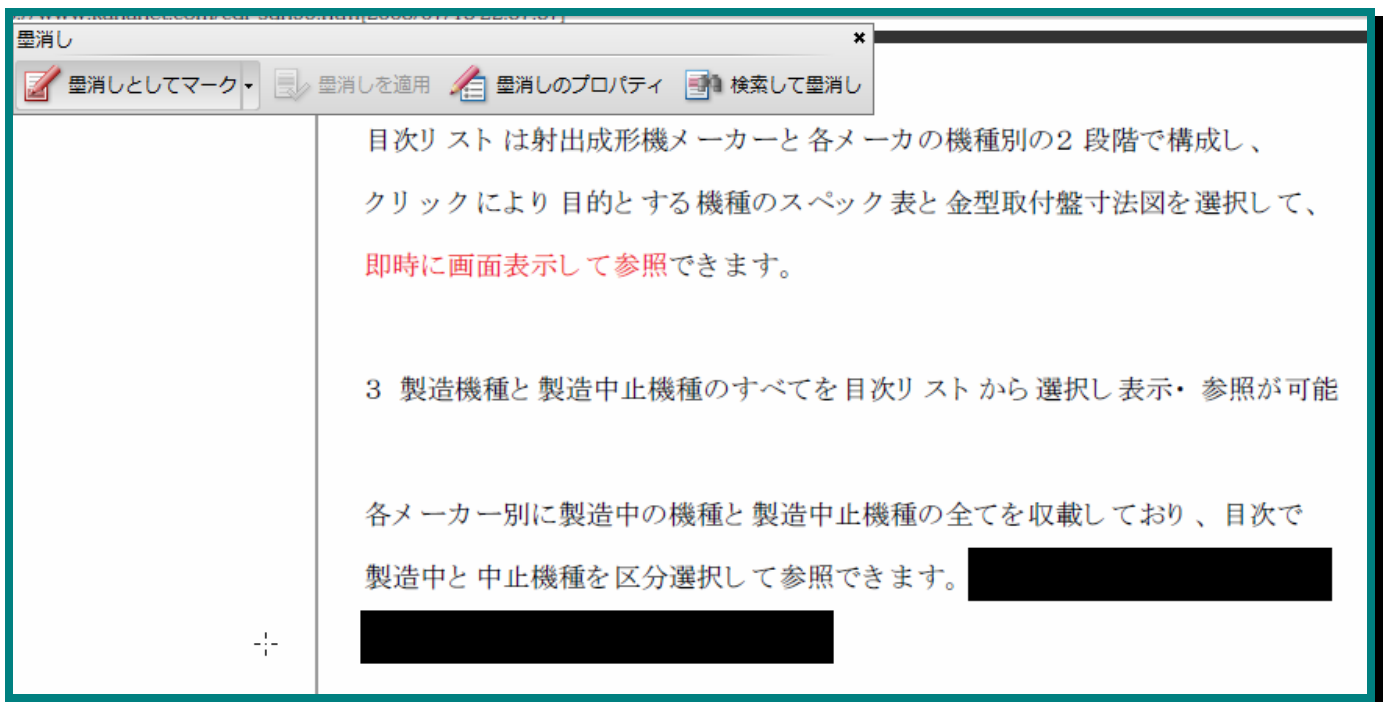 墨消し
墨消しとしてマーク 墨消しを適用 墨消しのプロパティ 検索して墨消し
目次リストは射出成形機メーカーと各メーカの機種別の2段階で構成し、
クリックにより目的とする機種のスペック表と金型取付盤寸法図を選択して、
即時に画面表示して参照できます。
3 製造機種と製造中止機種のすべてを目次リストから選択し表示・参照が可能
各メーカー別に製造中の機種と製造中止機種の全てを収載しており、目次で
製造中と中止機種を区分選択して参照できます。